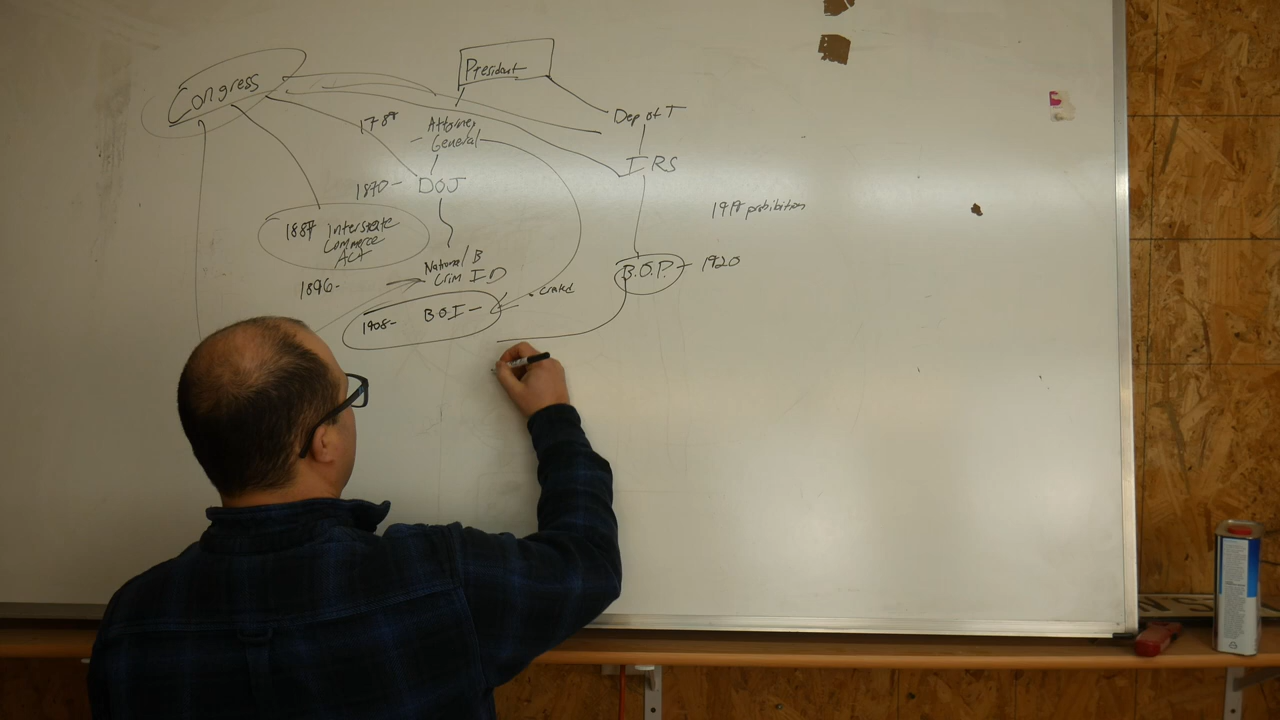 Congress
President
1789
Attorney
- General
Dep of T
IRS
1870 - DOJ
1887 Interstate
Commerce
Act
1919 prohibition
National B
Crim ID
1896-
B.O.P. - 1920
created
1908- B.O.I -